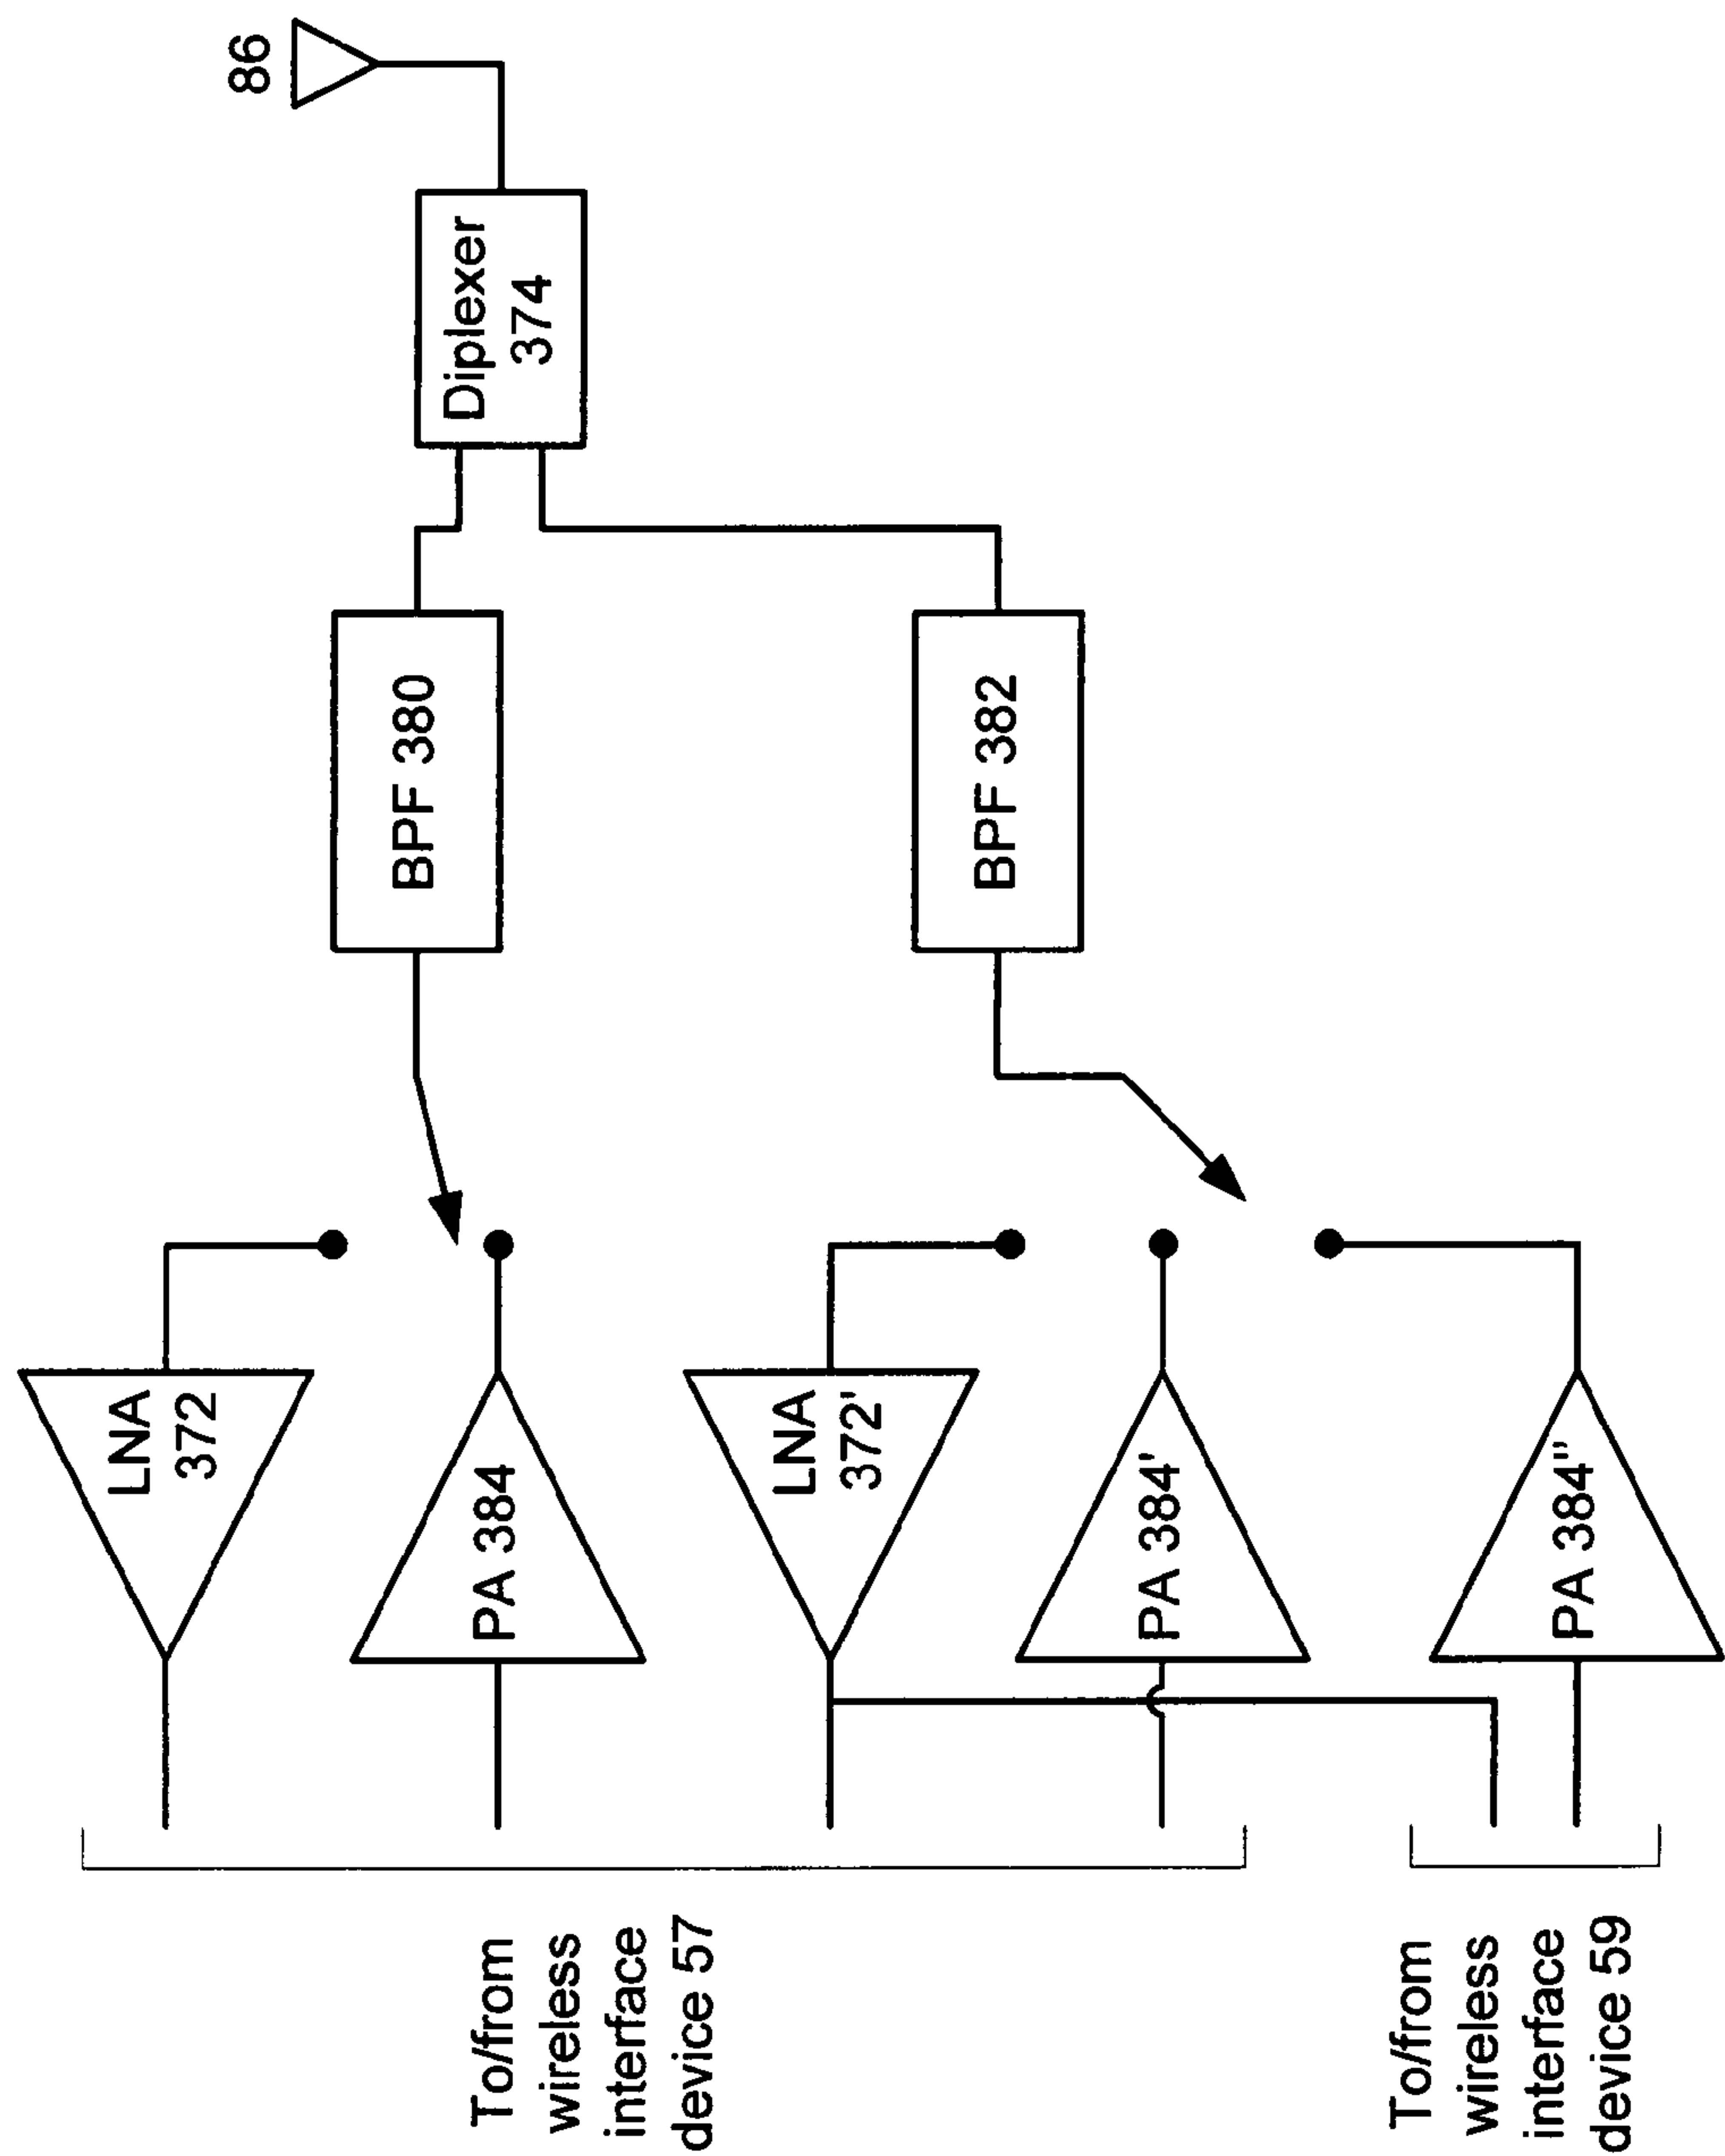 LNA
372
86
BPF 380
Diplexer
374
PA 384
To/from
wireless
interface
device 57
LNA
372'
BPF 382
PA 384'
To/from
wireless
interface
device 59
PA 384"